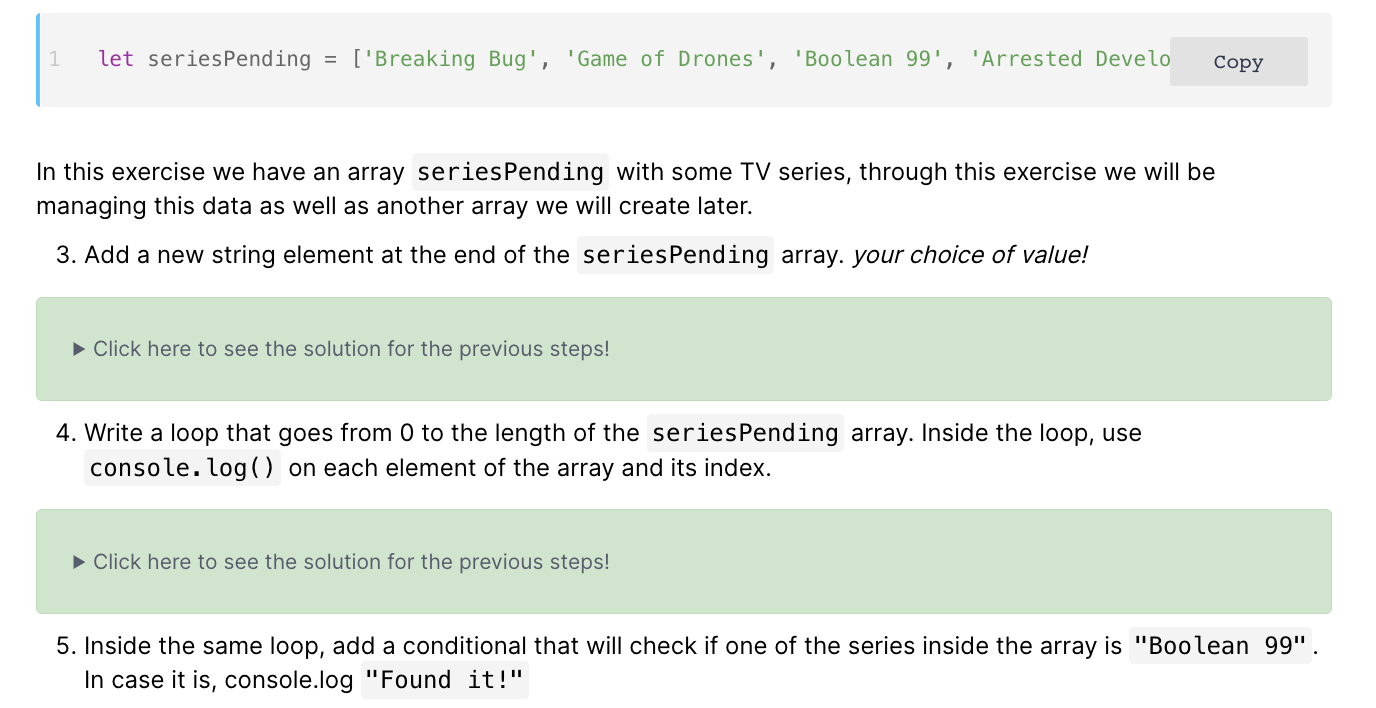 1 let seriesPending = ['Breaking Bug', 'Game of Drones', 'Boolean 99', 'Arrested Develo
Copy
In this exercise we have an array seriesPending with some TV series, through this exercise we will be
managing this data as well as another array we will create later.
3. Add a new string element at the end of the seriesPending array. your choice of value!
▶ Click here to see the solution for the previous steps!
4. Write a loop that goes from 0 to the length of the seriesPending array. Inside the loop, use
console.log() on each element of the array and its index.
▶ Click here to see the solution for the previous steps!
5. Inside the same loop, add a conditional that will check if one of the series inside the array is "Boolean 99".
In case it is, console.log "Found it!"